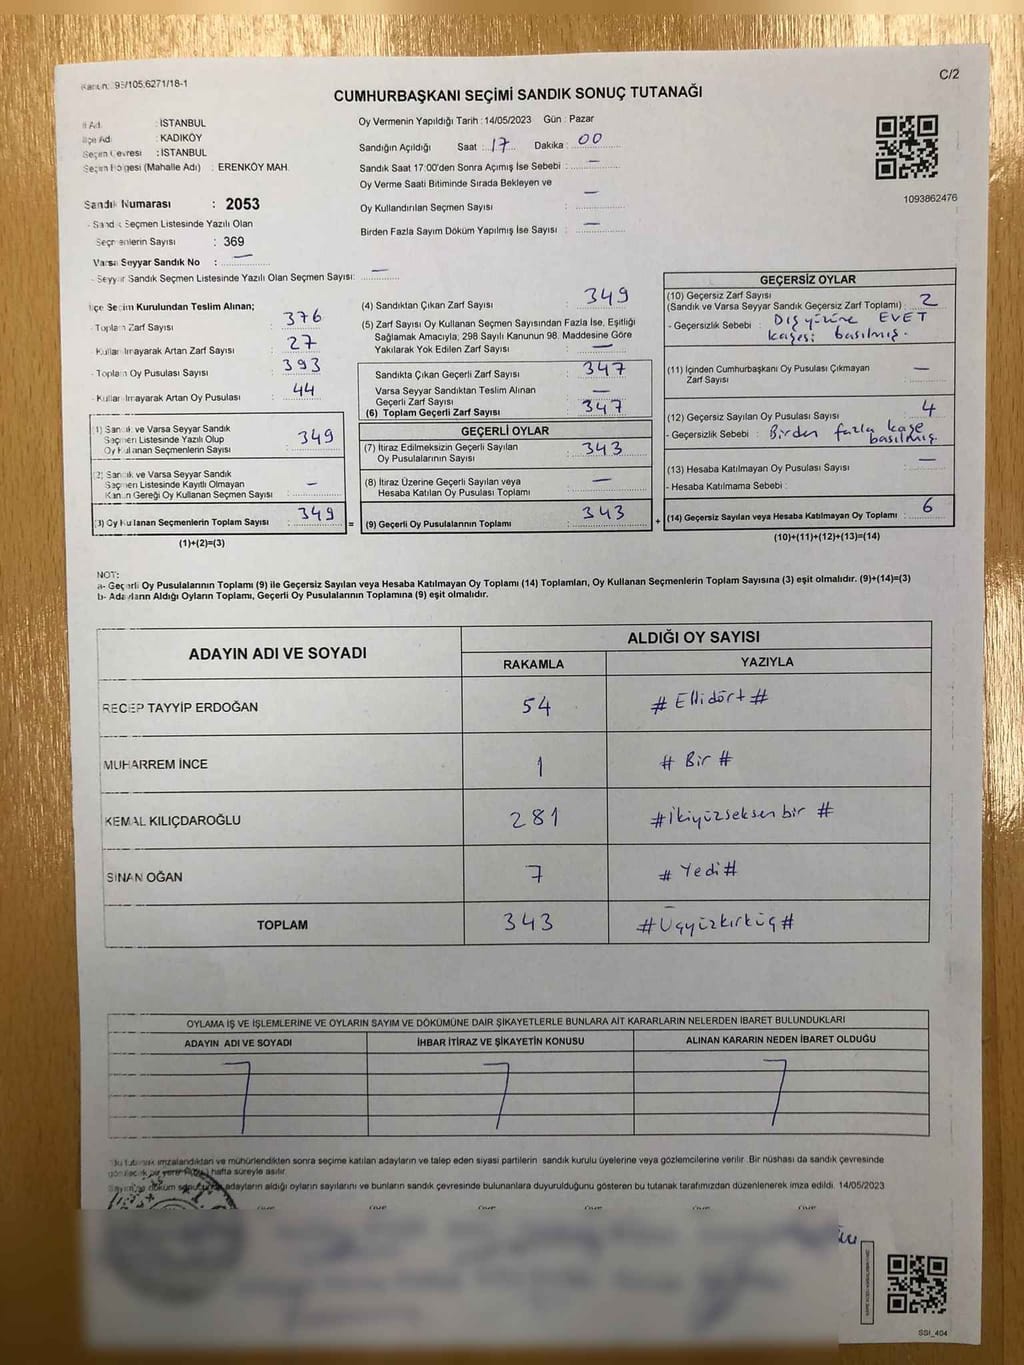 Kanun: 95/105.6271/18-1
C/2
CUMHURBAŞKANI SEÇİMİ SANDIK SONUÇ TUTANAĞI
İl Adı : İSTANBUL
İlçe Adı : KADIKÖY
Seçim Çevresi : İSTANBUL
Seçim Bölgesi (Mahalle Adı) : ERENKÖY MAH.
Sandık Numarası : 2053
- Sandık Seçmen Listesinde Yazılı Olan
Seçmenlerin Sayısı : 369
Varsa Seyyar Sandık No : —
- Seyyar Sandık Seçmen Listesinde Yazılı Olan Seçmen Sayısı: —
Oy Vermenin Yapıldığı Tarih : 14/05/2023 Gün : Pazar
Sandığın Açıldığı Saat : 17 Dakika : 00
Sandık Saat 17:00'den Sonra Açımış İse Sebebi : —
Oy Verme Saati Bitiminde Sırada Bekleyen ve
Oy Kullandırılan Seçmen Sayısı : —
Birden Fazla Sayım Döküm Yapılmış İse Sayısı : —
1093862476
İlçe Seçim Kurulundan Teslim Alınan;
- Toplam Zarf Sayısı : 376
Kullanılmayarak Artan Zarf Sayısı : 27
- Toplam Oy Pusulası Sayısı : 393
- Kullanılmayarak Artan Oy Pusulası : 44
(1) Sandık ve Varsa Seyyar Sandık
Seçmen Listesinde Yazılı Olup
Oy Kullanan Seçmenlerin Sayısı : 349
(2) Sandık ve Varsa Seyyar Sandık
Seçmen Listesinde Kayıtlı Olmayan
Kanun Gereği Oy Kullanan Seçmen Sayısı : —
(3) Oy Kullanan Seçmenlerin Toplam Sayısı : 349 =
(1)+(2)=(3)
(4) Sandıktan Çıkan Zarf Sayısı : 349
(5) Zarf Sayısı Oy Kullanan Seçmen Sayısından Fazla İse, Eşitliği
Sağlamak Amacıyla; 298 Sayılı Kanunun 98. Maddesine Göre
Yakılarak Yok Edilen Zarf Sayısı : —
Sandıkta Çıkan Geçerli Zarf Sayısı : 347
Varsa Seyyar Sandıktan Teslim Alınan
Geçerli Zarf Sayısı : —
(6) Toplam Geçerli Zarf Sayısı : 347
GEÇERLİ OYLAR
(7) İtiraz Edilmeksizin Geçerli Sayılan
Oy Pusulalarının Sayısı : 343
(8) İtiraz Üzerine Geçerli Sayılan veya
Hesaba Katılan Oy Pusulası Toplamı : —
(9) Geçerli Oy Pusulalarının Toplamı : 343 +
GEÇERSİZ OYLAR
(10) Geçersiz Zarf Sayısı
(Sandık ve Varsa Seyyar Sandık Geçersiz Zarf Toplamı) : 2
- Geçersizlik Sebebi : Dış yüzüne EVET
kaşesi basılmış.
(11) İçinden Cumhurbaşkanı Oy Pusulası Çıkmayan
Zarf Sayısı : —
(12) Geçersiz Sayılan Oy Pusulası Sayısı : 4
- Geçersizlik Sebebi : Birden fazla kaşe
basılmış.
(13) Hesaba Katılmayan Oy Pusulası Sayısı : —
- Hesaba Katılmama Sebebi :
(14) Geçersiz Sayılan veya Hesaba Katılmayan Oy Toplamı : 6
(10)+(11)+(12)+(13)=(14)
NOT:
a- Geçerli Oy Pusulalarının Toplamı (9) ile Geçersiz Sayılan veya Hesaba Katılmayan Oy Toplamı (14) Toplamları, Oy Kullanan Seçmenlerin Toplam Sayısına (3) eşit olmalıdır. (9)+(14)=(3)
b- Adayların Aldığı Oyların Toplamı, Geçerli Oy Pusulalarının Toplamına (9) eşit olmalıdır.
ADAYIN ADI VE SOYADI
ALDIĞI OY SAYISI
RAKAMLA YAZIYLA
RECEP TAYYİP ERDOĞAN 54 # Ellidört #
MUHARREM İNCE 1 # Bir #
KEMAL KILIÇDAROĞLU 281 # İkiyüzseksenbir #
SİNAN OĞAN 7 # Yedi #
TOPLAM 343 # Üçyüzkırküç #
OYLAMA İŞ VE İŞLEMLERİNE VE OYLARIN SAYIM VE DÖKÜMÜNE DAİR ŞİKAYETLERLE BUNLARA AİT KARARLARIN NELERDEN İBARET BULUNDUKLARI
ADAYIN ADI VE SOYADI İHBAR İTİRAZ VE ŞİKAYETİN KONUSU ALINAN KARARIN NEDEN İBARET OLDUĞU
Bu tutanak imzalandıktan ve mühürlendikten sonra seçime katılan adayların ve talep eden siyasi partilerin sandık kurulu üyelerine veya gözlemcilerine verilir. Bir nüshası da sandık çevresinde
görülecek bir yere bir hafta süreyle asılır.
adayların aldığı oyların sayılarını ve bunların sandık çevresinde bulunanlara duyurulduğunu gösteren bu tutanak tarafımızdan düzenlenerek imza edildi. 14/05/2023
SSI_404